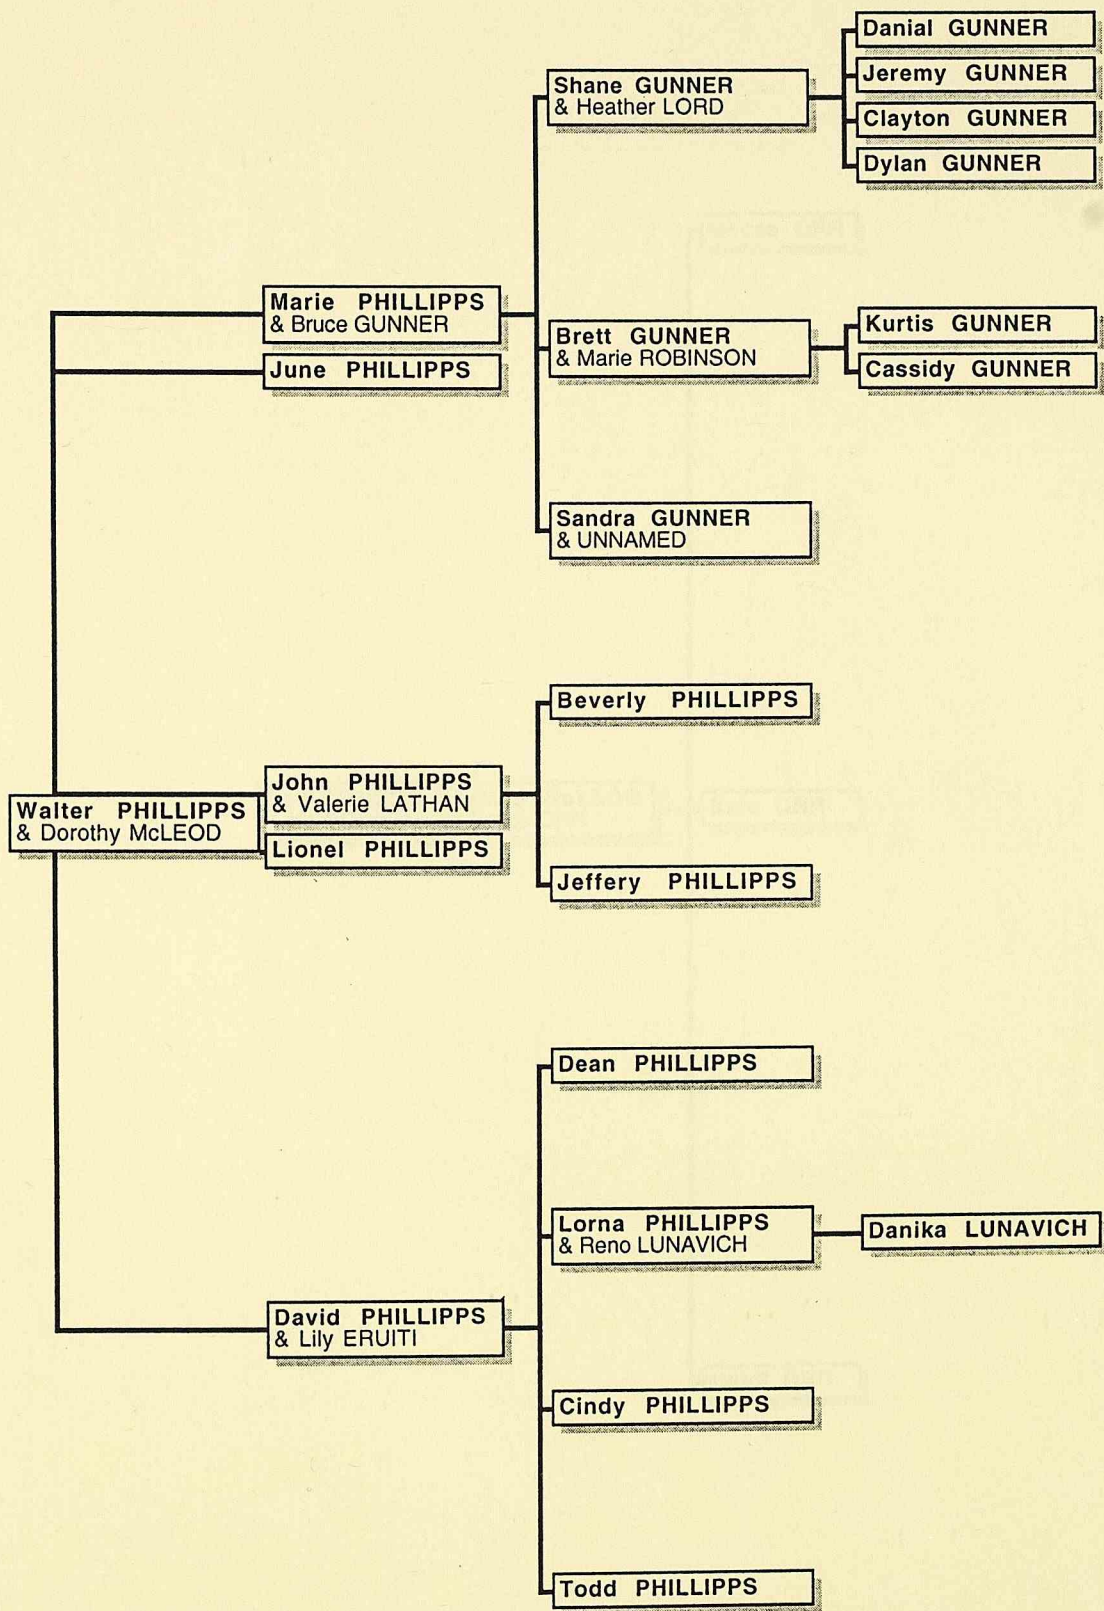 Danial GUNNER
Shane GUNNER
& Heather LORD
Jeremy GUNNER
Clayton GUNNER
Dylan GUNNER
Marie PHILLIPPS
& Bruce GUNNER
June PHILLIPPS
Brett GUNNER
& Marie ROBINSON
Kurtis GUNNER
Cassidy GUNNER
Sandra GUNNER
& UNNAMED
Beverly PHILLIPPS
John PHILLIPPS
& Valerie LATHAN
Walter PHILLIPPS
& Dorothy McLEOD
Lionel PHILLIPPS
Jeffery PHILLIPPS
Dean PHILLIPPS
Lorna PHILLIPPS
& Reno LUNAVICH
Danika LUNAVICH
David PHILLIPPS
& Lily ERUITI
Cindy PHILLIPPS
Todd PHILLIPPS